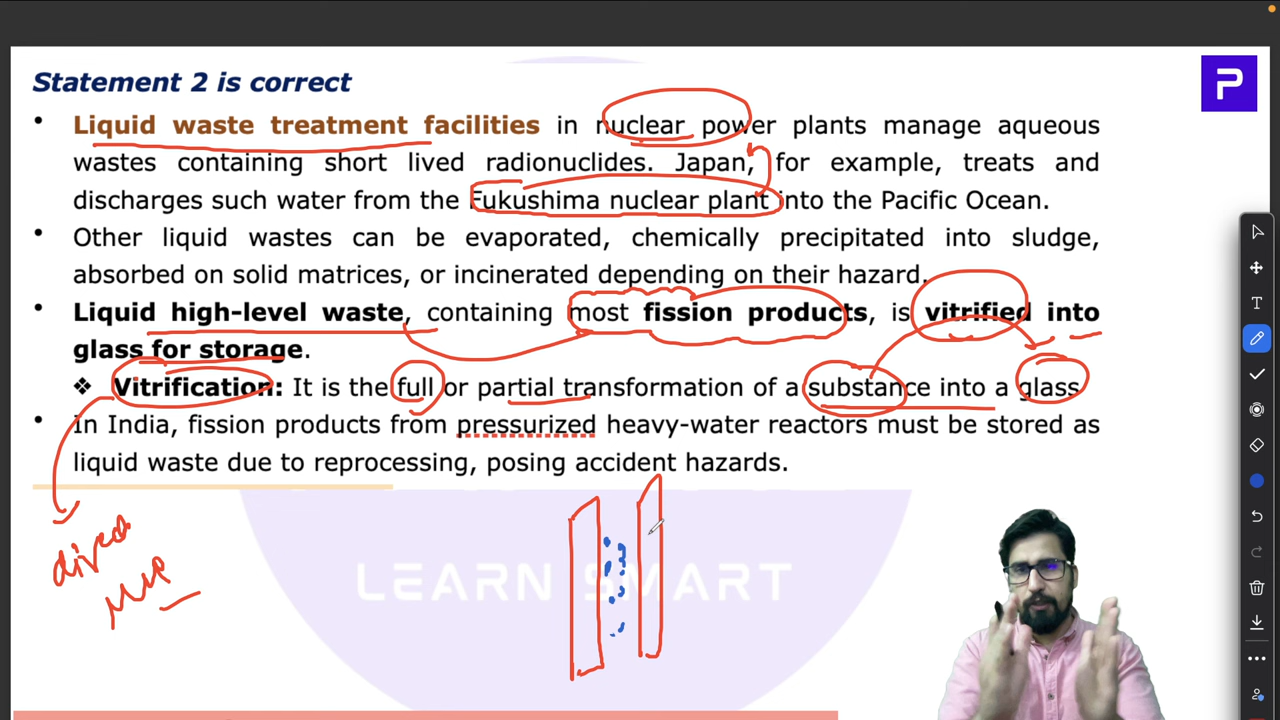 Statement 2 is correct
P
• Liquid waste treatment facilities in nuclear power plants manage aqueous
wastes containing short lived radionuclides. Japan, for example, treats and
discharges such water from the Fukushima nuclear plant into the Pacific Ocean.
• Other liquid wastes can be evaporated, chemically precipitated into sludge,
absorbed on solid matrices, or incinerated depending on their hazard.
• Liquid high-level waste, containing most fission products, is vitrified into
glass for storage.
❖ Vitrification: It is the full or partial transformation of a substance into a glass
• In India, fission products from pressurized heavy-water reactors must be stored as
liquid waste due to reprocessing, posing accident hazards.
LEARN SMART
T